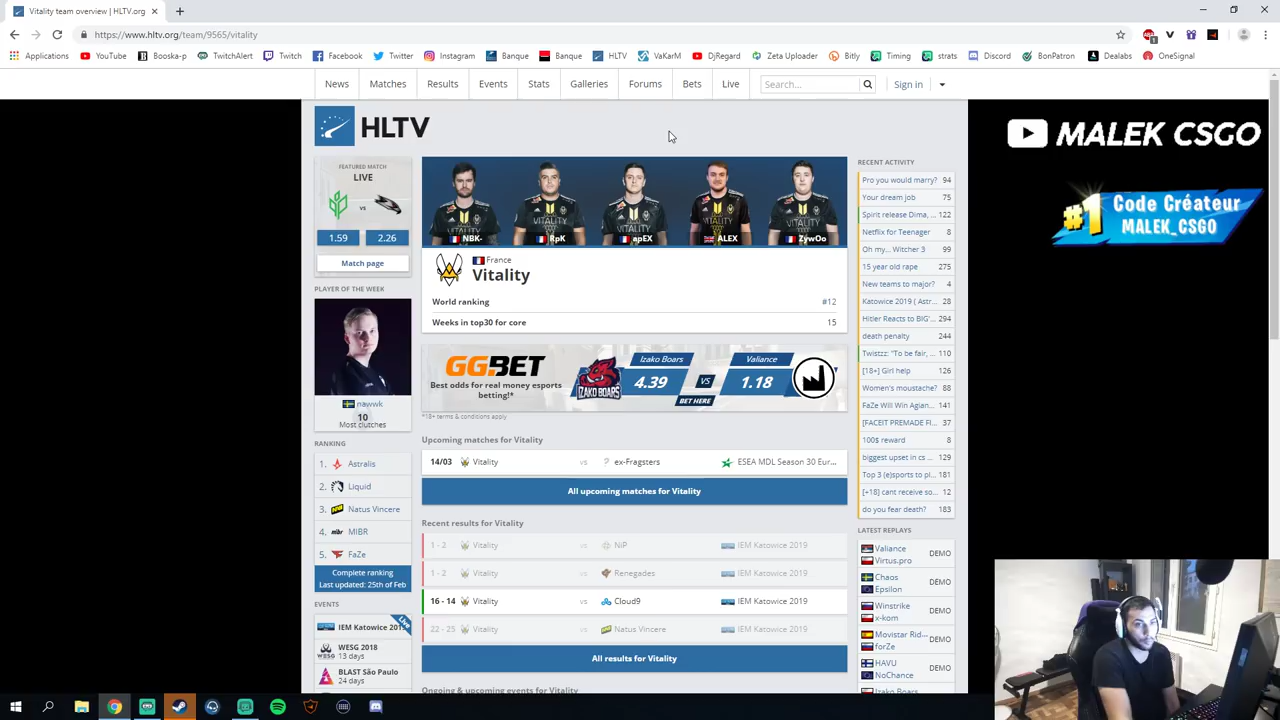 Vitality team overview | HLTV.org
https://www.hltv.org/team/9565/vitality
Applications YouTube Booska-p TwitchAlert Twitch Facebook Twitter Instagram Banque Banque HLTV VaKarM DjRegard Zeta Uploader Bitly Timing strats Discord BonPatron Dealabs OneSignal
News Matches Results Events Stats Galleries Forums Bets Live Search... Sign in
HLTV
FEATURED MATCH
LIVE
vs
1.59 2.26
Match page
PLAYER OF THE WEEK
nawwk
10
Most clutches
RANKING
1. Astralis
2. Liquid
3. Natus Vincere
4. MIBR
5. FaZe
Complete ranking
Last updated: 25th of Feb
EVENTS
IEM Katowice 2019
Live
WESG 2018
13 days
BLAST São Paulo
24 days
NBK- RpK apEX ALEX ZywOo
France
Vitality
World ranking #12
Weeks in top30 for core 15
GG.BET
Best odds for real money esports
betting!*
Izako Boars
4.39
VS
Valiance
1.18
BET HERE
*18+ terms & conditions apply
Upcoming matches for Vitality
14/03 Vitality vs ex-Fragsters ESEA MDL Season 30 Eur...
All upcoming matches for Vitality
Recent results for Vitality
1 - 2 Vitality vs NiP IEM Katowice 2019
1 - 2 Vitality vs Renegades IEM Katowice 2019
16 - 14 Vitality vs Cloud9 IEM Katowice 2019
22 - 25 Vitality vs Natus Vincere IEM Katowice 2019
All results for Vitality
Ongoing & upcoming events for Vitality
RECENT ACTIVITY
Pro you would marry? 94
Your dream job 75
Spirit release Dima, ... 122
Netflix for Teenager 8
Oh my... Witcher 3 99
15 year old rape 275
New teams to major? 4
Katowice 2019 ( Astr... 28
Hitler Reacts to BIG'... 294
death penalty 244
Twistzz: "To be fair, ... 110
[18+] Girl help 126
Women's moustache? 88
FaZe Will Win Agian... 141
[FACEIT PREMADE FI... 37
100$ reward 8
biggest upset in cs ... 129
Top 3 (e)sports to pl... 181
[+18] cant receive so... 12
do you fear death? 183
LATEST REPLAYS
Valiance
Virtus.pro
DEMO
Chaos
Epsilon
DEMO
Winstrike
x-kom
DEMO
Movistar Rid...
forZe
DEMO
HAVU
NoChance
DEMO
Izako Boars
MALEK CSGO
#1 Code Créateur
MALEK_CSGO